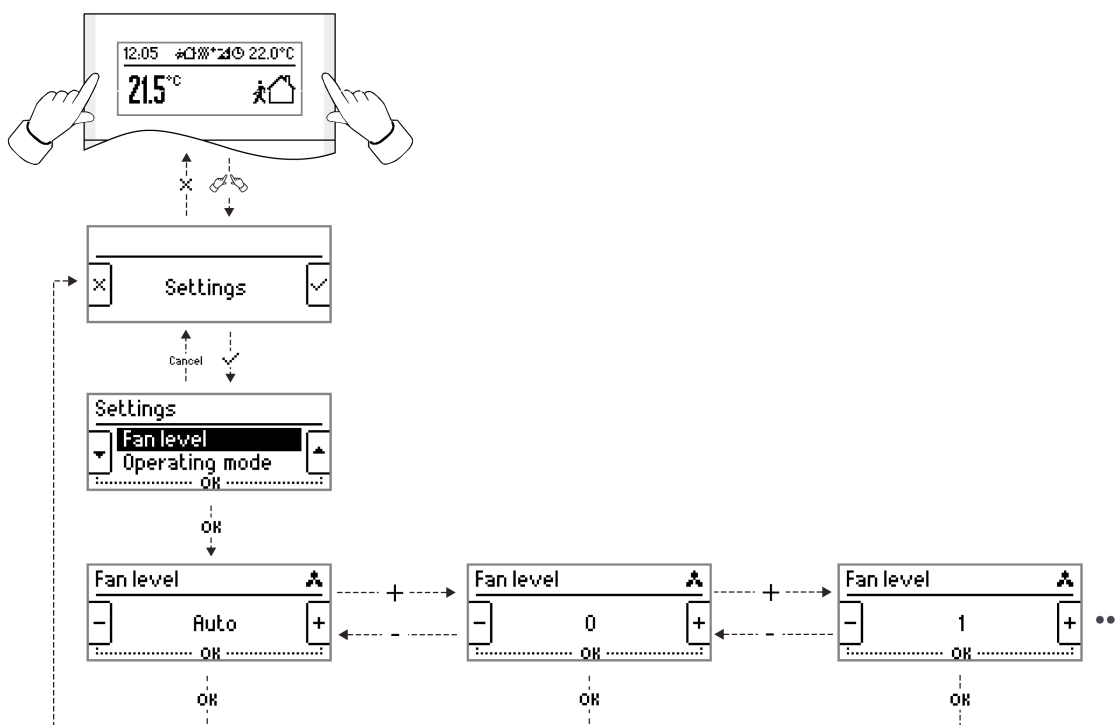 12:05 22.0°C
21.5°C
×
× Settings ✓
Cancel ✓
Settings
Fan level
Operating mode
OK
OK
Fan level
- Auto +
OK
+
-
Fan level
- 0 +
OK
+
-
Fan level
- 1 +
OK
OK
OK
OK